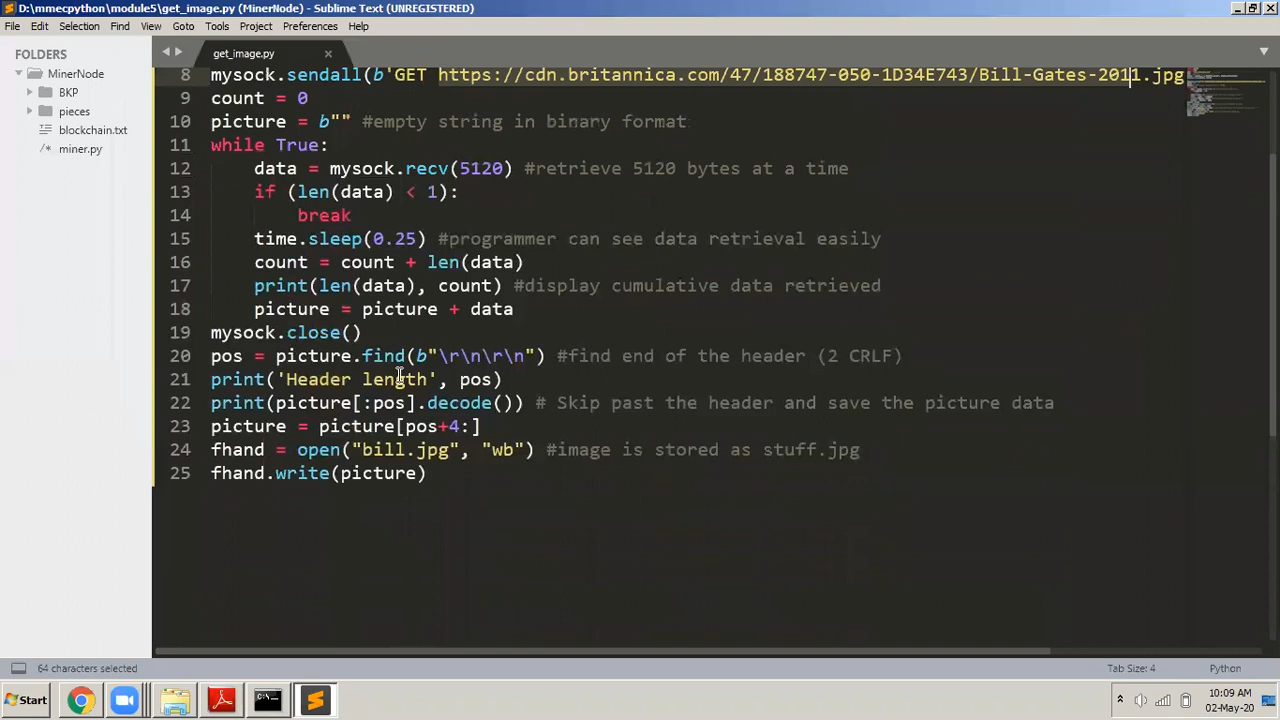 D:\mmecpython\module5\get_image.py (MinerNode) - Sublime Text (UNREGISTERED)
File Edit Selection Find View Goto Tools Project Preferences Help
FOLDERS
MinerNode
BKP
pieces
blockchain.txt
miner.py
get_image.py
8 mysock.sendall(b'GET https://cdn.britannica.com/47/188747-050-1D34E743/Bill-Gates-2011.jpg
9 count = 0
10 picture = b"" #empty string in binary format
11 while True:
12 data = mysock.recv(5120) #retrieve 5120 bytes at a time
13 if (len(data) < 1):
14 break
15 time.sleep(0.25) #programmer can see data retrieval easily
16 count = count + len(data)
17 print(len(data), count) #display cumulative data retrieved
18 picture = picture + data
19 mysock.close()
20 pos = picture.find(b"\r\n\r\n") #find end of the header (2 CRLF)
21 print('Header length', pos)
22 print(picture[:pos].decode()) # Skip past the header and save the picture data
23 picture = picture[pos+4:]
24 fhand = open("bill.jpg", "wb") #image is stored as stuff.jpg
25 fhand.write(picture)
64 characters selected
Tab Size: 4
Python
Start
10:09 AM
02-May-20